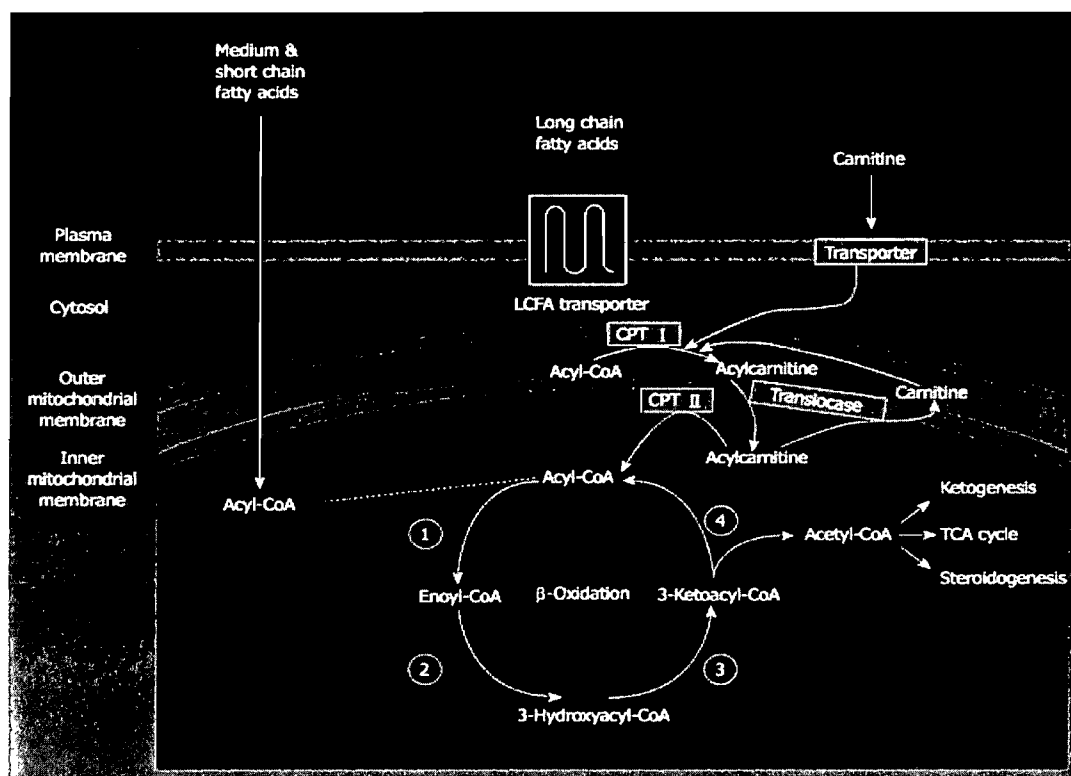 Medium &
short chain
fatty acids
Long chain
fatty acids
Carnitine
Plasma
membrane
Transporter
Cytosol
LCFA transporter
CPT I
Acyl-CoA
Acylcarnitine
Outer
mitochondrial
membrane
CPT II
Translocase
Carnitine
Inner
mitochondrial
membrane
Acylcarnitine
Acyl-CoA
Acyl-CoA
Ketogenesis
1
4
Acetyl-CoA
TCA cycle
Steroidogenesis
Enoyl-CoA
β-Oxidation
3-Ketoacyl-CoA
2
3
3-Hydroxyacyl-CoA